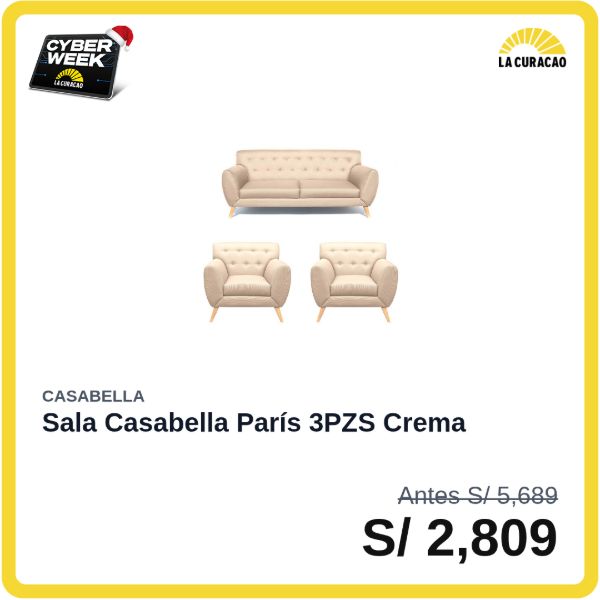 CYBER
WEEK
LA CURACAO
LA CURACAO
CASABELLA
Sala Casabella París 3PZS Crema
Antes S/ 5,689
S/ 2,809